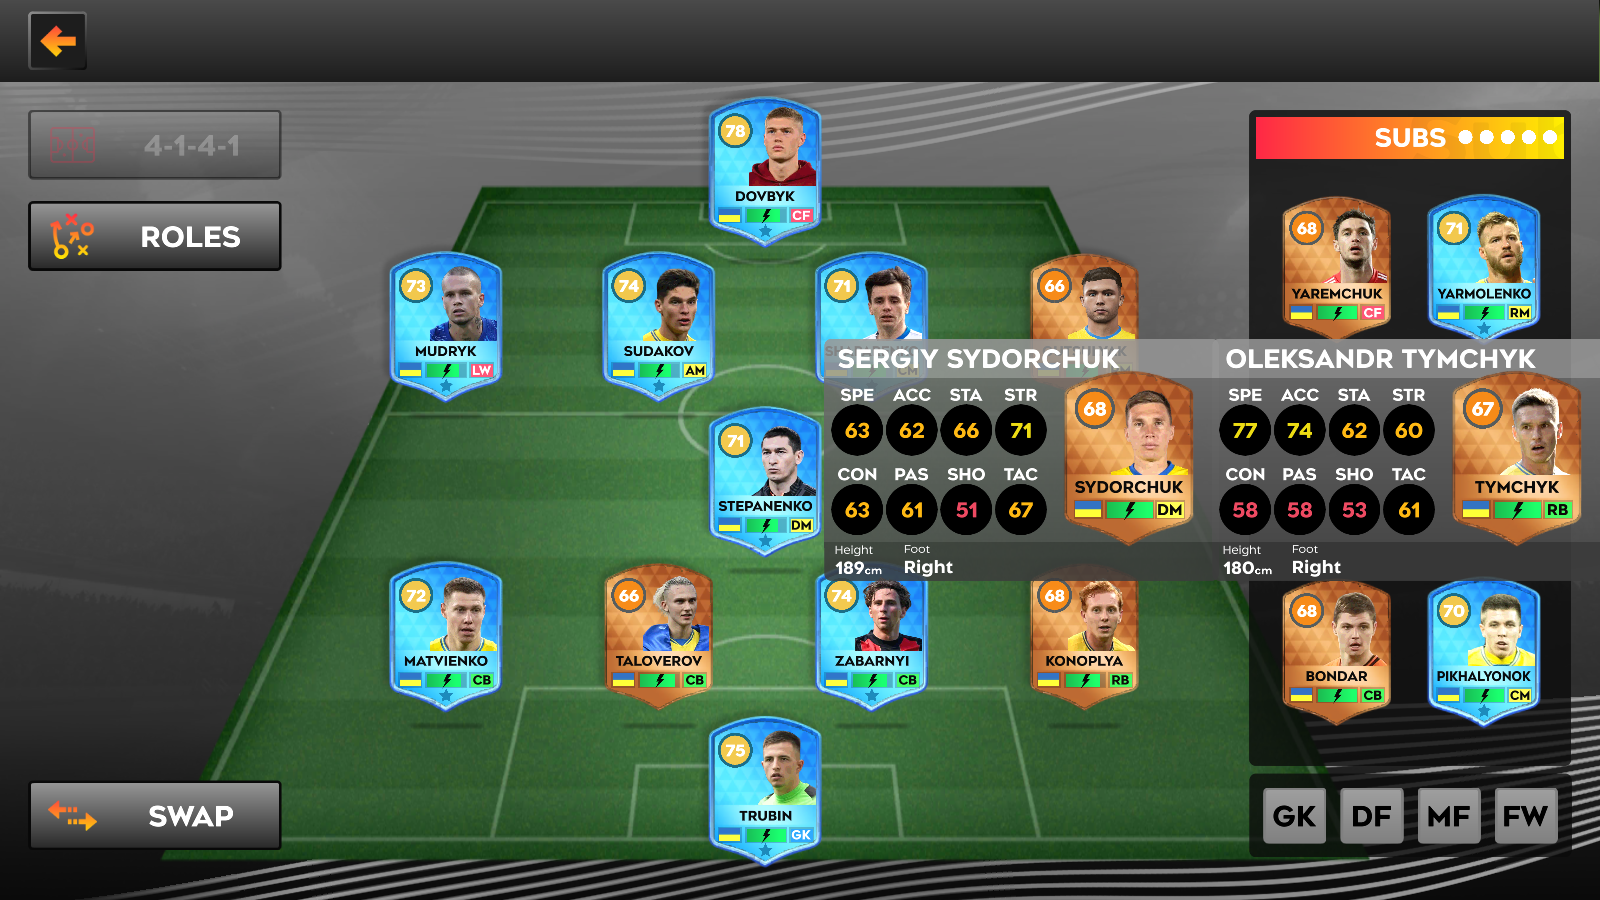 4-1-4-1
ROLES
SWAP
78
DOVBYK
CF
73
MUDRYK
LW
74
SUDAKOV
AM
71
66
SUBS
68
YAREMCHUK
CF
71
YARMOLENKO
RM
71
STEPANENKO
DM
SERGIY SYDORCHUK
SPE ACC STA STR
63 62 66 71
CON PAS SHO TAC
63 61 51 67
Height Foot
189cm Right
68
SYDORCHUK
DM
OLEKSANDR TYMCHYK
SPE ACC STA STR
77 74 62 60
CON PAS SHO TAC
58 58 53 61
Height Foot
180cm Right
67
TYMCHYK
RB
72
MATVIENKO
CB
66
TALOVEROV
CB
74
ZABARNYI
CB
68
KONOPLYA
RB
68
BONDAR
CB
70
PIKHALYONOK
CM
75
TRUBIN
GK
GK DF MF FW